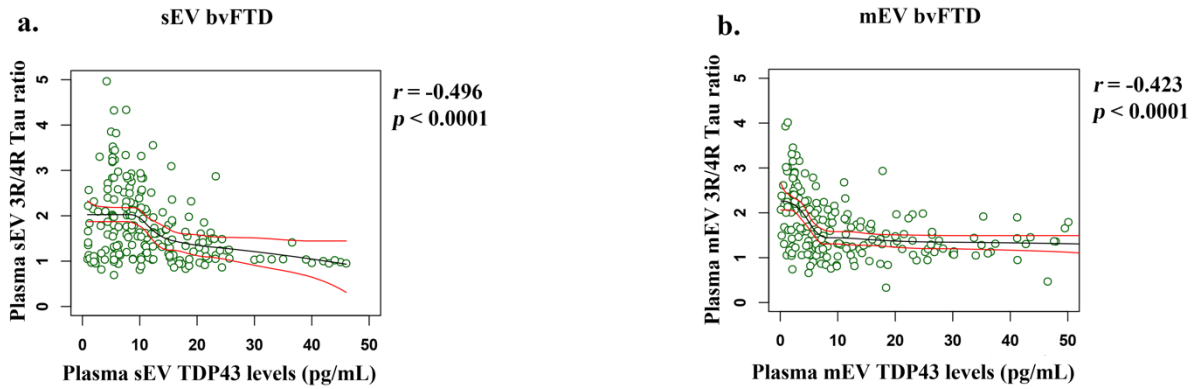 a.
sEV bvFTD
Plasma sEV 3R/4R Tau ratio
5
4
3
2
1
0
0 10 20 30 40 50
Plasma sEV TDP43 levels (pg/mL)
r = -0.496
p < 0.0001
b.
mEV bvFTD
Plasma mEV 3R/4R Tau ratio
5
4
3
2
1
0
0 10 20 30 40 50
Plasma mEV TDP43 levels (pg/mL)
r = -0.423
p < 0.0001